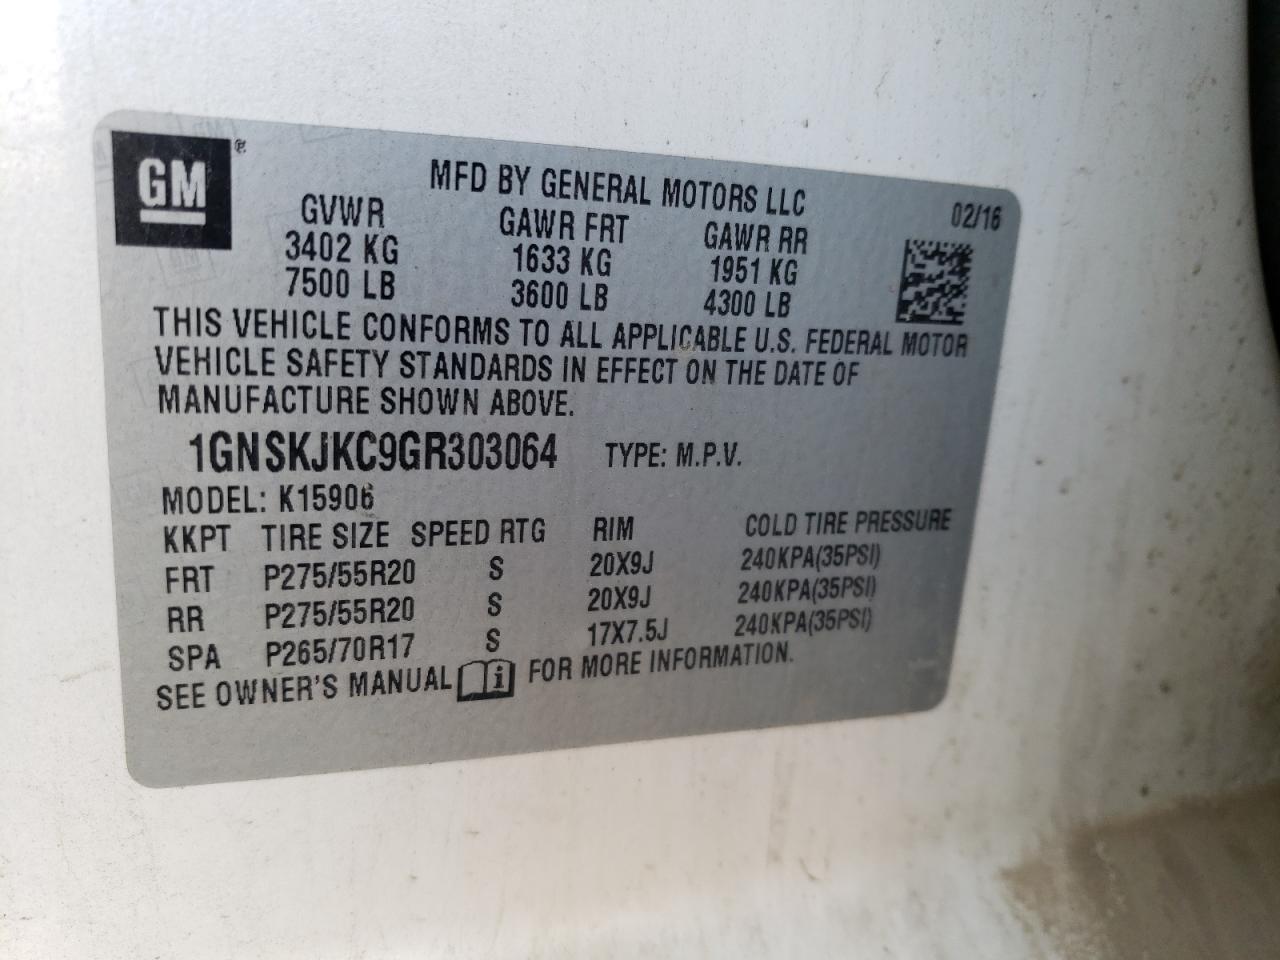 GM ®
MFD BY GENERAL MOTORS LLC
02/16
GVWR GAWR FRT GAWR RR
3402 KG 1633 KG 1951 KG
7500 LB 3600 LB 4300 LB
THIS VEHICLE CONFORMS TO ALL APPLICABLE U.S. FEDERAL MOTOR
VEHICLE SAFETY STANDARDS IN EFFECT ON THE DATE OF
MANUFACTURE SHOWN ABOVE.
1GNSKJKC9GR303064 TYPE: M.P.V.
MODEL: K15906
KKPT TIRE SIZE SPEED RTG RIM COLD TIRE PRESSURE
FRT P275/55R20 S 20X9J 240KPA(35PSI)
RR P275/55R20 S 20X9J 240KPA(35PSI)
SPA P265/70R17 S 17X7.5J 240KPA(35PSI)
SEE OWNER'S MANUAL i FOR MORE INFORMATION.